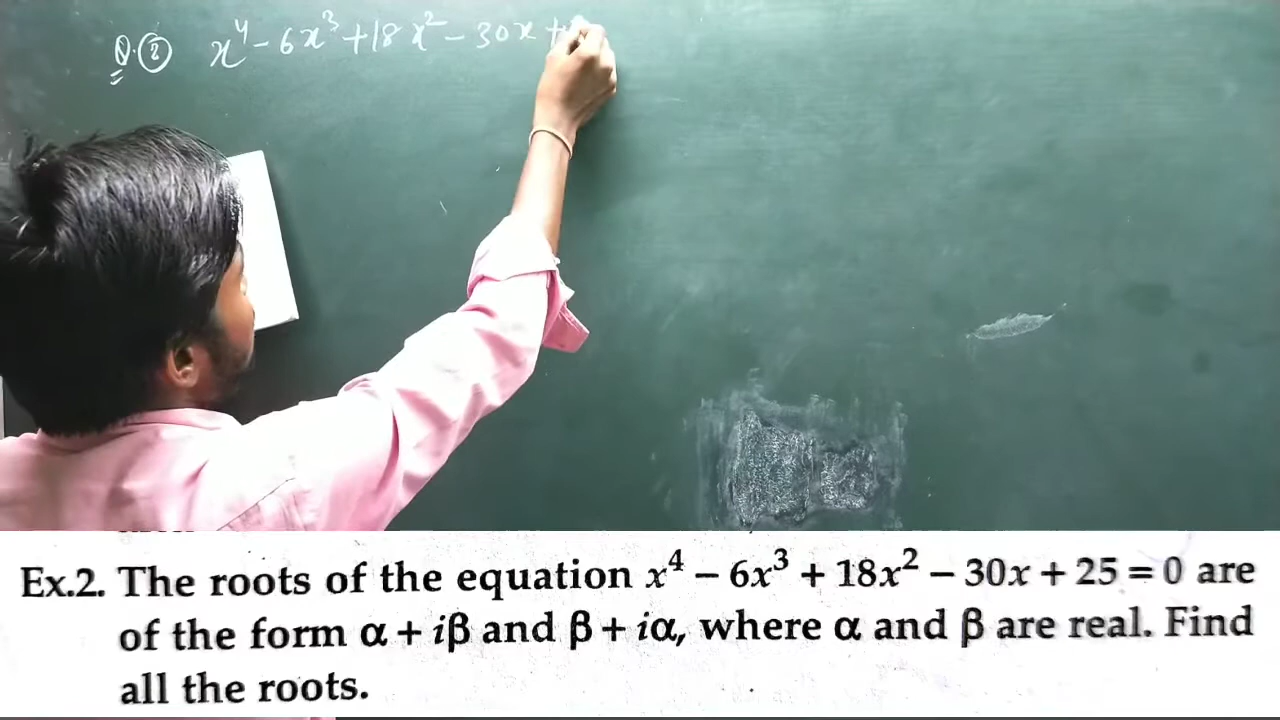 Q.② x⁴ - 6x³ + 18x² - 30x +
Ex.2. The roots of the equation x⁴ – 6x³ + 18x² – 30x + 25 = 0 are
of the form α + iβ and β + iα, where α and β are real. Find
all the roots.